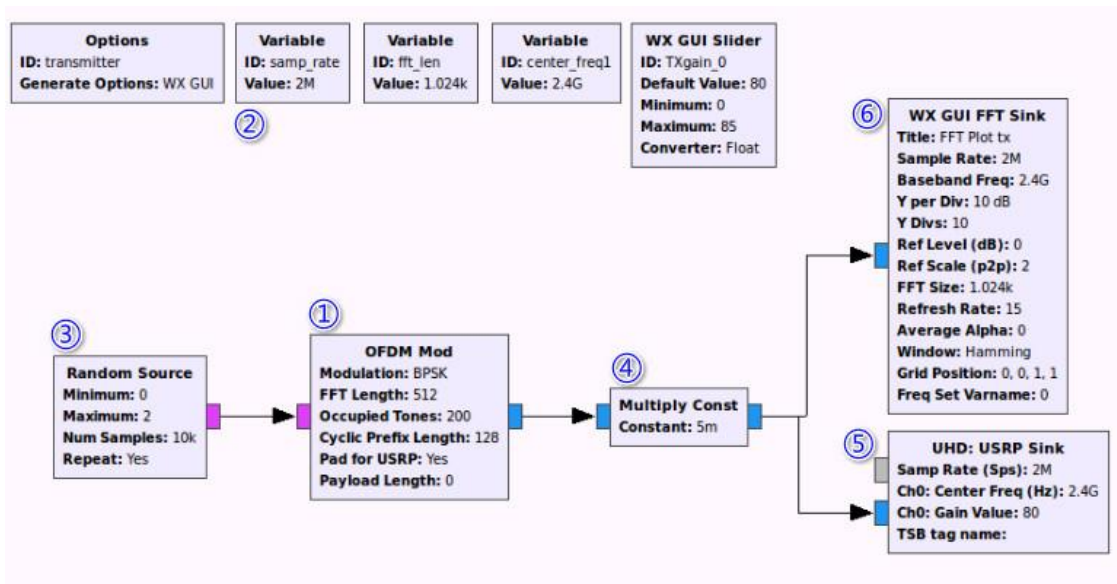 Options
ID: transmitter
Generate Options: WX GUI
Variable
ID: samp_rate
Value: 2M
②
Variable
ID: fft_len
Value: 1.024k
Variable
ID: center_freq1
Value: 2.4G
WX GUI Slider
ID: TXgain_0
Default Value: 80
Minimum: 0
Maximum: 85
Converter: Float
⑥
WX GUI FFT Sink
Title: FFT Plot tx
Sample Rate: 2M
Baseband Freq: 2.4G
Y per Div: 10 dB
Y Divs: 10
Ref Level (dB): 0
Ref Scale (p2p): 2
FFT Size: 1.024k
Refresh Rate: 15
Average Alpha: 0
Window: Hamming
Grid Position: 0, 0, 1, 1
Freq Set Varname: 0
③
Random Source
Minimum: 0
Maximum: 2
Num Samples: 10k
Repeat: Yes
①
OFDM Mod
Modulation: BPSK
FFT Length: 512
Occupied Tones: 200
Cyclic Prefix Length: 128
Pad for USRP: Yes
Payload Length: 0
④
Multiply Const
Constant: 5m
⑤
UHD: USRP Sink
Samp Rate (Sps): 2M
Ch0: Center Freq (Hz): 2.4G
Ch0: Gain Value: 80
TSB tag name: